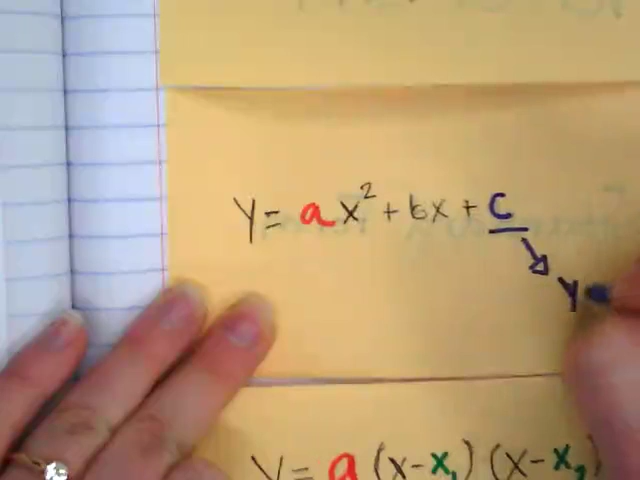 Y = ax² + bx + c
Y
Y = a(x - x₁)(x - x₂)